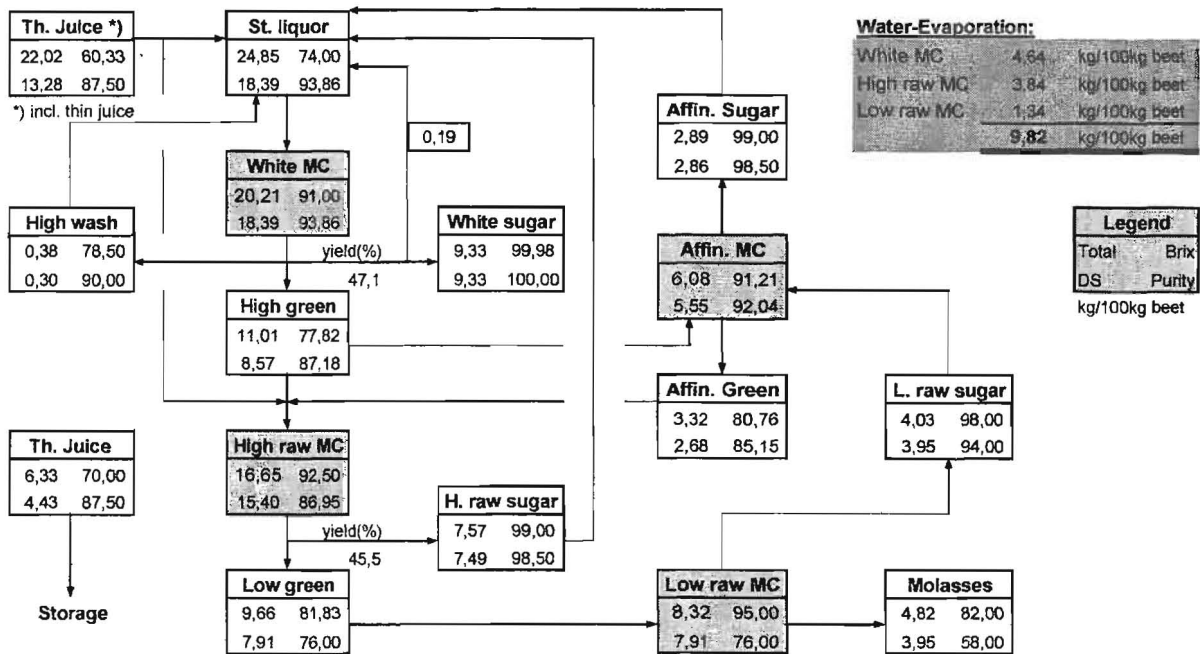 Th. Juice *)
22,02 60,33
13,28 87,50
*) incl. thin juice
St. liquor
24,85 74,00
18,39 93,86
0,19
White MC
20,21 91,00
18,39 93,86
High wash
0,38 78,50
0,30 90,00
yield(%)
47,1
White sugar
9,33 99,98
9,33 100,00
High green
11,01 77,82
8,57 87,18
Th. Juice
6,33 70,00
4,43 87,50
Storage
High raw MC
16,65 92,50
15,40 86,95
yield(%)
45,5
H. raw sugar
7,57 99,00
7,49 98,50
Low green
9,66 81,83
7,91 76,00
Affin. Sugar
2,89 99,00
2,86 98,50
Affin. MC
6,08 91,21
5,55 92,04
Affin. Green
3,32 80,76
2,68 85,15
L. raw sugar
4,03 98,00
3,95 94,00
Low raw MC
8,32 95,00
7,91 76,00
Molasses
4,82 82,00
3,95 58,00
Water-Evaporation:
White MC 4,64 kg/100kg beet
High raw MC 3,84 kg/100kg beet
Low raw MC 1,34 kg/100kg beet
9,82 kg/100kg beet
Legend
Total Brix
DS Purity
kg/100kg beet